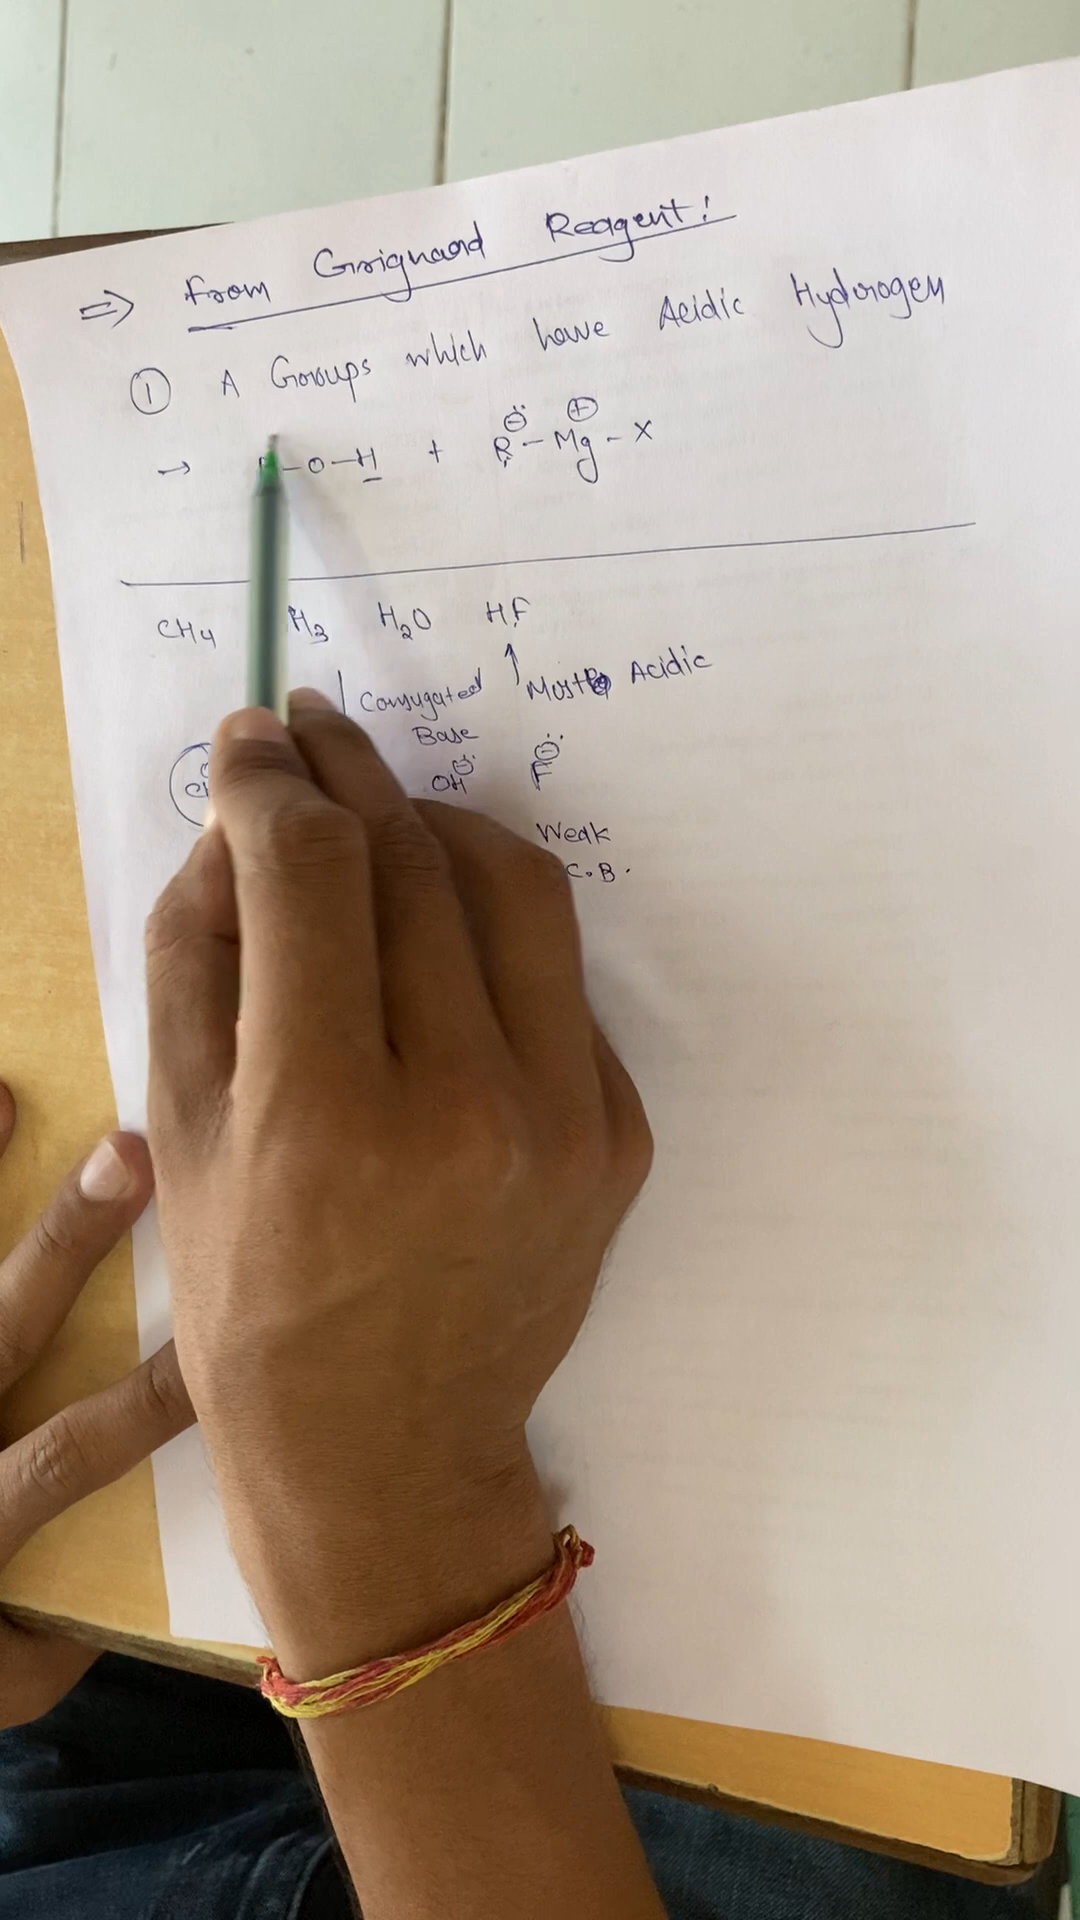 => From Grignard Reagent:
① A Groups which have Acidic Hydrogen
→ -O-H + R-Mg-X
⊖ ⊕
CH4 H3 H2O HF
↑
Conjugated Most Acidic
Base
OH⊖ F⊖
Weak
C.B.